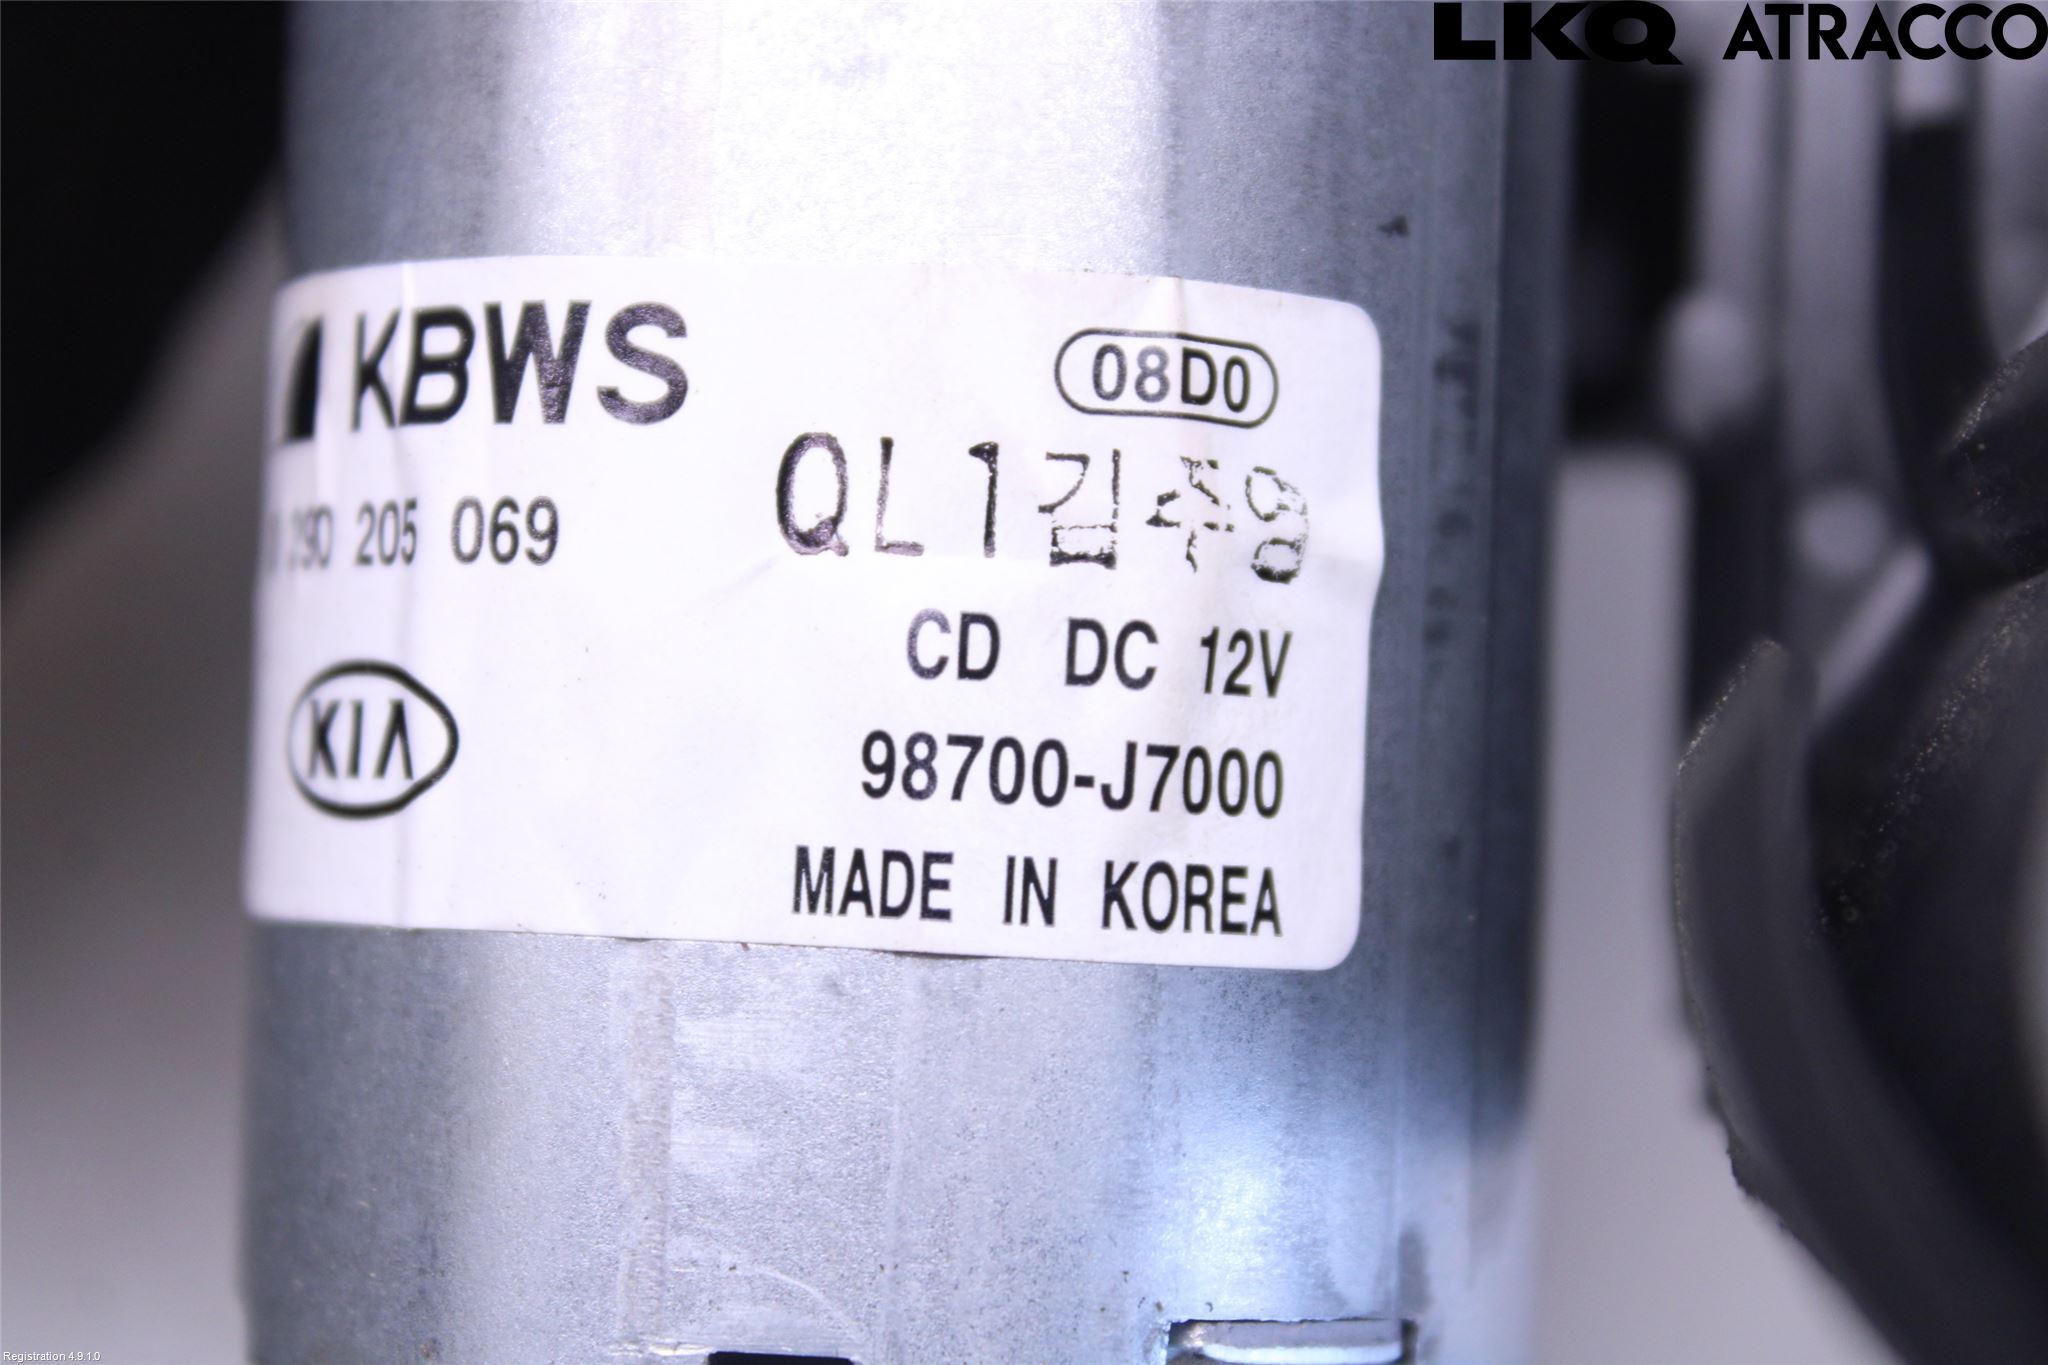 LKQ ATRACCO
KBWS
08D0
290 205 069
QL1김주영
KIA
CD DC 12V
98700-J7000
MADE IN KOREA
Registration 4.9.1.0